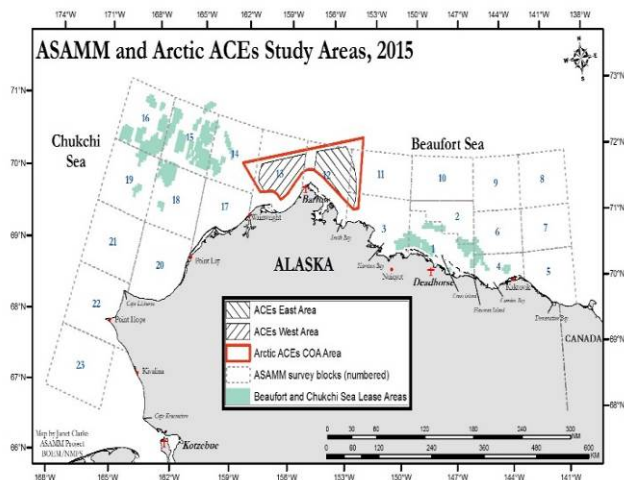 174°W 171°W 168°W 165°W 162°W 159°W 156°W 153°W 150°W 147°W 144°W 141°W 138°W
ASAMM and Arctic ACEs Study Areas, 2015
71°N
73°N
Chukchi
Sea
Beaufort Sea
72°N
16
15
14
13
12
11
10
9
8
70°N
19
18
17
Barrow
Wainwright
71°N
3
2
6
7
69°N
21
20
Point Lay
ALASKA
1
4
5
70°N
Nuiqsut
Deadhorse
Kaktovik
68°N
22
Point Hope
CANADA
69°N
23
Kivalina
67°N
ACEs East Area
ACEs West Area
Arctic ACEs COA Area
ASAMM survey blocks (numbered)
Beaufort and Chukchi Sea Lease Areas
68°N
67°N
66°N
Map by Janet Clarke
ASAMM Project
BOEM/NMFS
Kotzebue
0 30 60 120 180 240 300
NM
0 60 120 240 360 480 600
KM
165°W 162°W 159°W 156°W 153°W 150°W 147°W 144°W